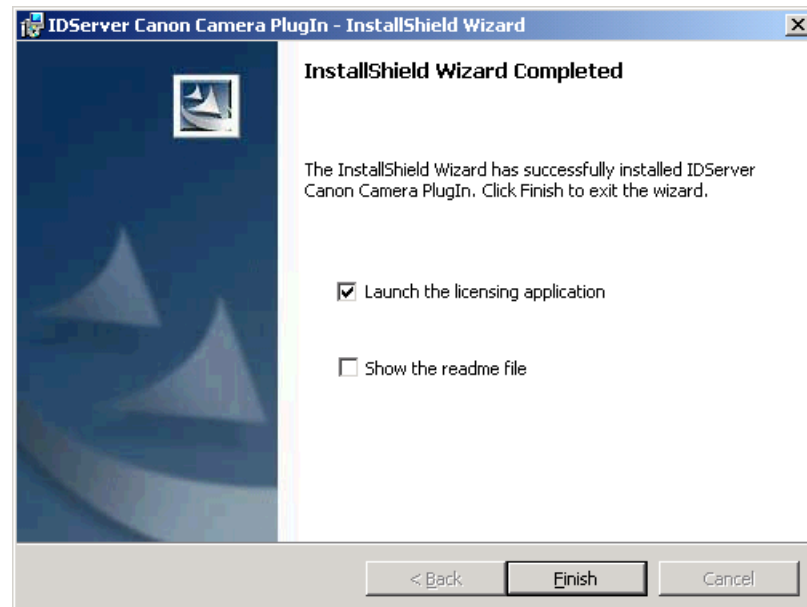 IDServer Canon Camera PlugIn - InstallShield Wizard
InstallShield Wizard Completed
The InstallShield Wizard has successfully installed IDServer
Canon Camera PlugIn. Click Finish to exit the wizard.
Launch the licensing application
Show the readme file
< Back
Finish
Cancel